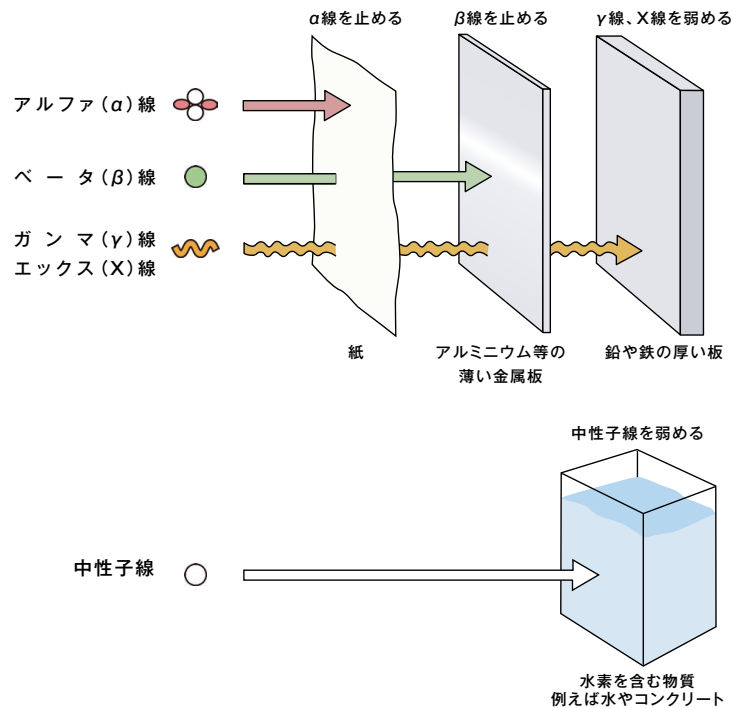 α線を止める
β線を止める
γ線、X線を弱める
アルファ（α）線
ベータ（β）線
ガンマ（γ）線
エックス（X）線
紙
アルミニウム等の
薄い金属板
鉛や鉄の厚い板
中性子線を弱める
中性子線
水素を含む物質
例えば水やコンクリート